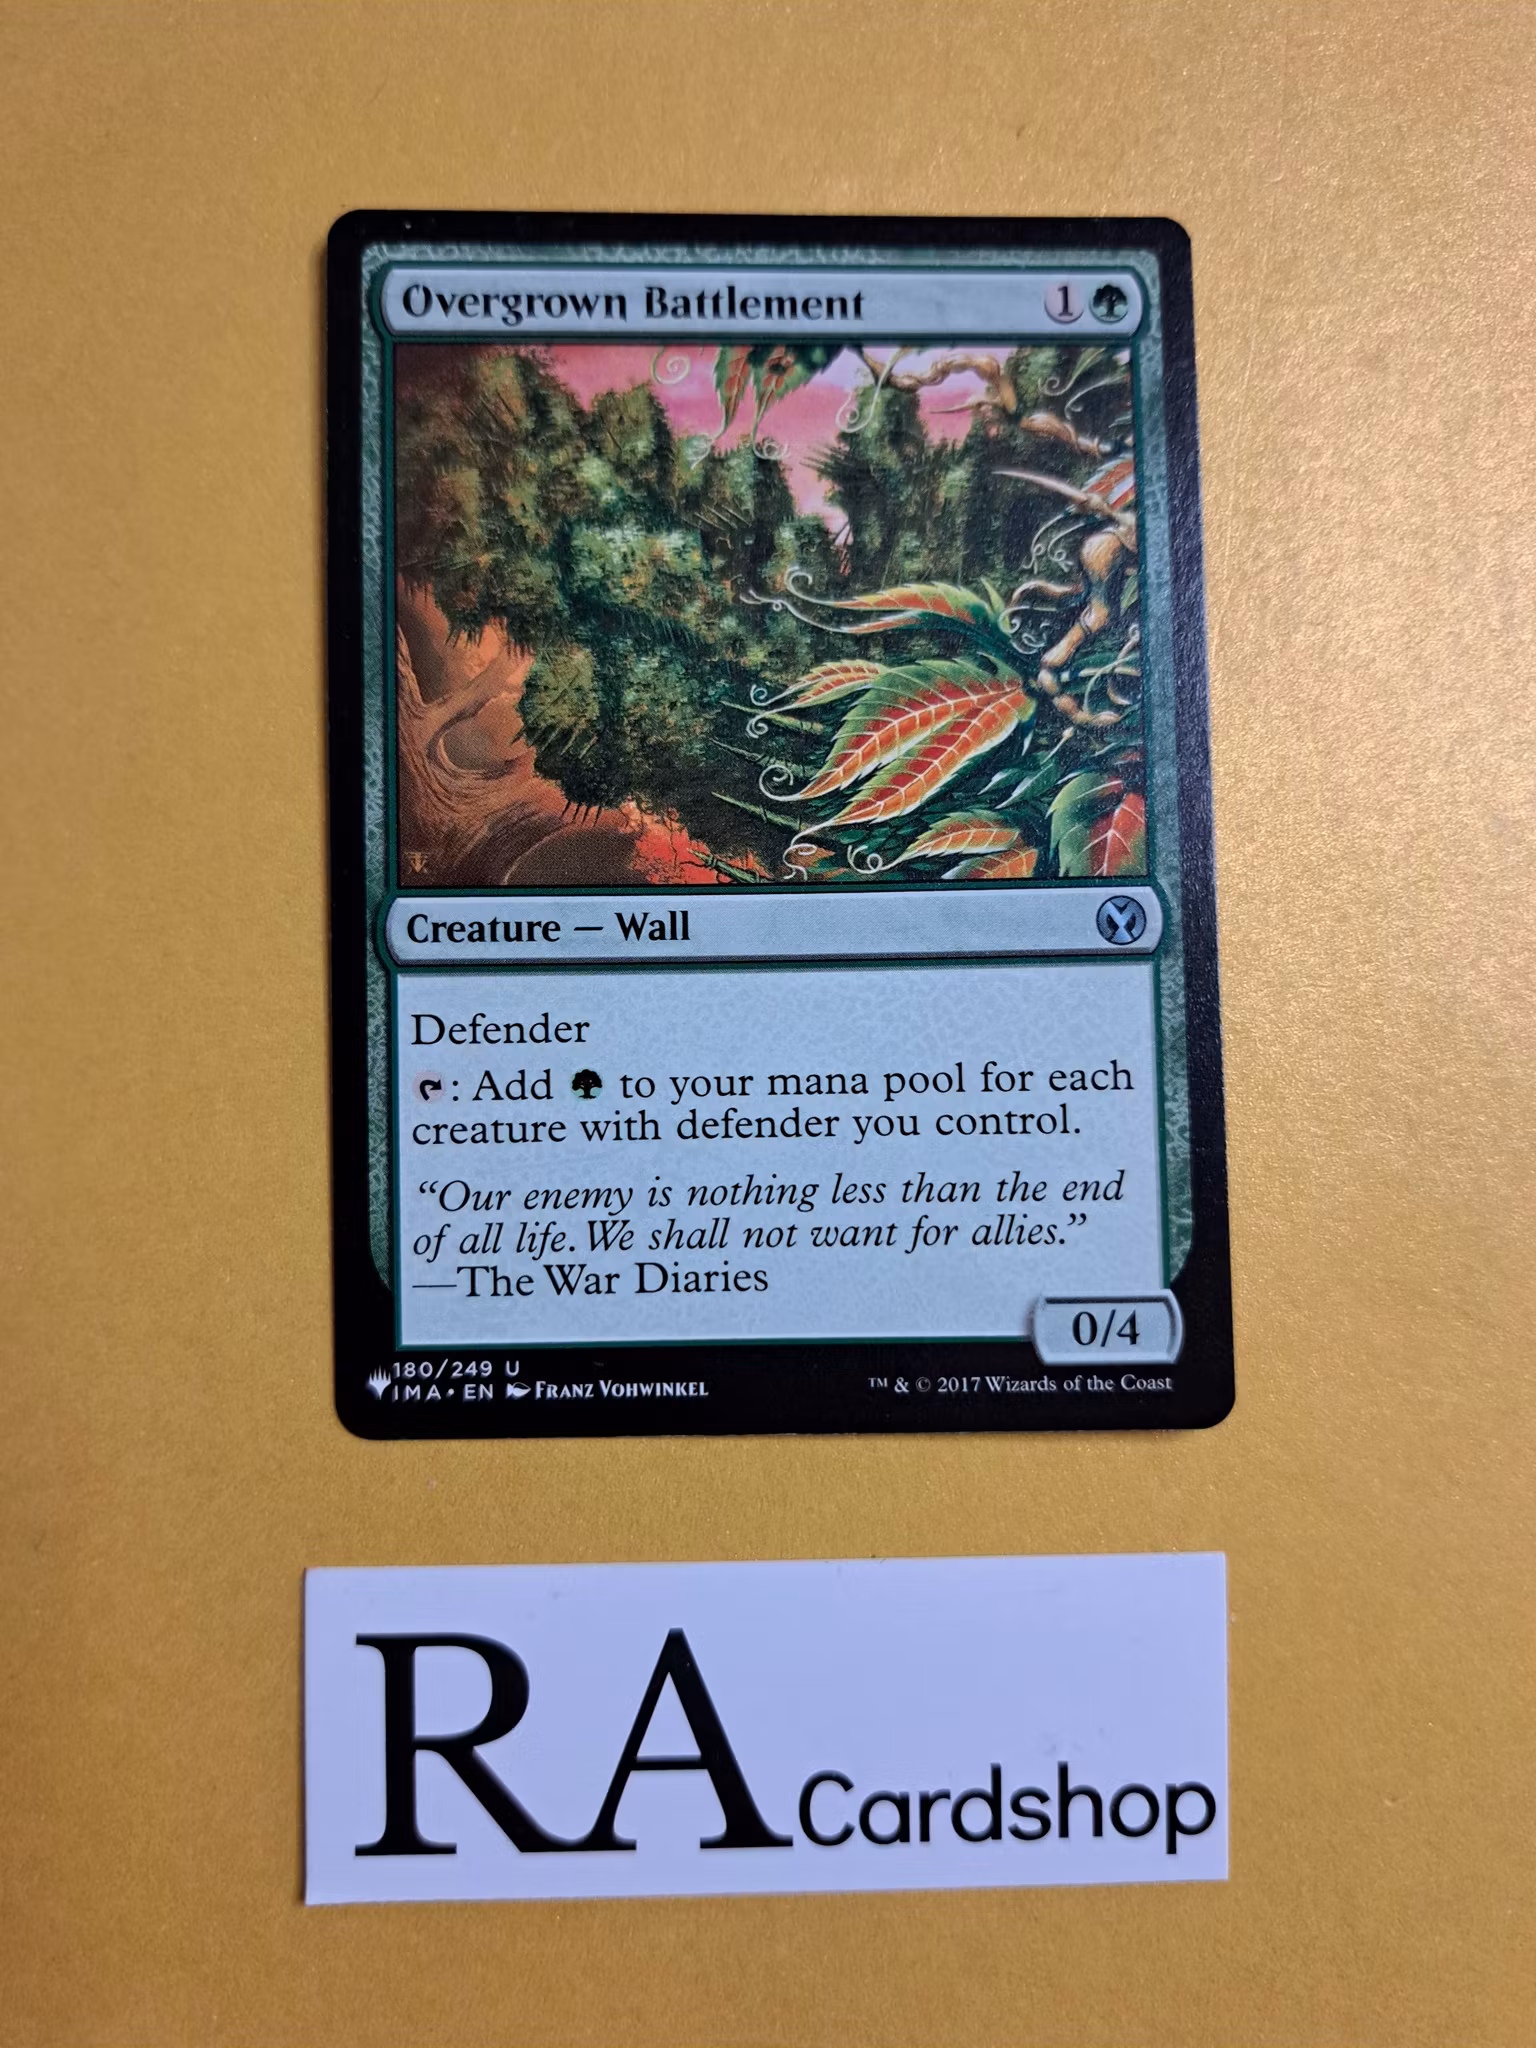 Overgrown Battlement 1
Creature — Wall
Defender
: Add to your mana pool for each
creature with defender you control.
“Our enemy is nothing less than the end
of all life. We shall not want for allies.”
—The War Diaries
0/4
180/249 U
IMA • EN Franz Vohwinkel
™ & © 2017 Wizards of the Coast
RA Cardshop